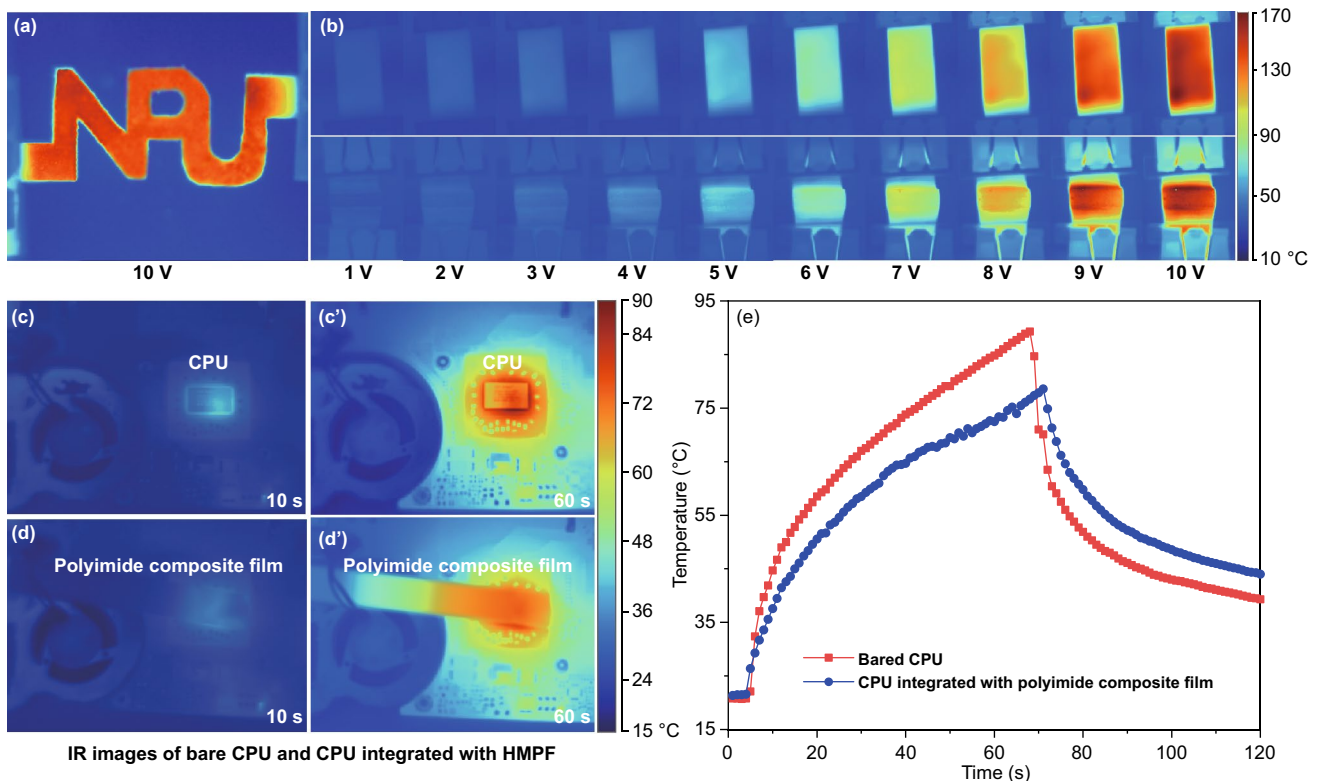 (a)
10 V
(b)
1 V 2 V 3 V 4 V 5 V 6 V 7 V 8 V 9 V 10 V
170
130
90
50
10 °C
(c)
CPU
10 s
(c’)
CPU
60 s
(d)
Polyimide composite film
10 s
(d’)
Polyimide composite film
60 s
90
84
72
60
48
36
24
15 °C
IR images of bare CPU and CPU integrated with HMPF
(e)
95
75
55
35
15
Temperature (°C)
Bared CPU
CPU integrated with polyimide composite film
0 20 40 60 80 100 120
Time (s)